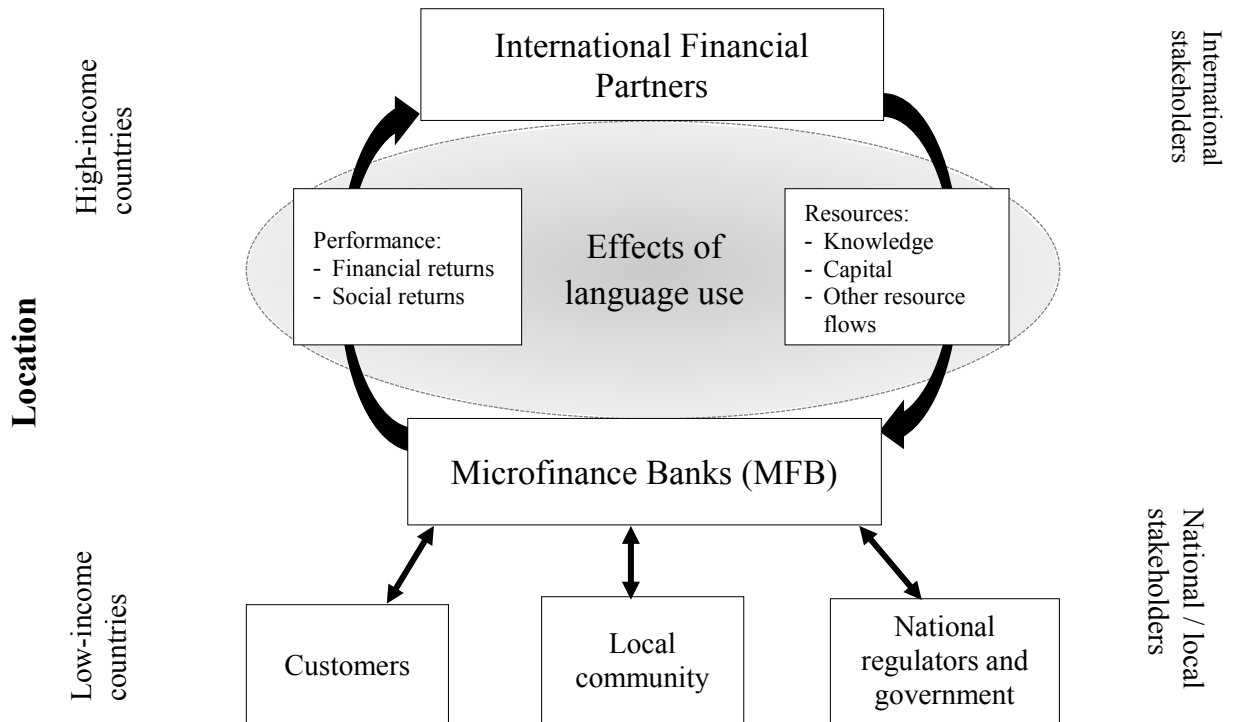 International Financial
Partners
High-income
countries
International
stakeholders
Performance:
- Financial returns
- Social returns
Effects of
language use
Resources:
- Knowledge
- Capital
- Other resource
flows
Location
Microfinance Banks (MFB)
Low-income
countries
National / local
stakeholders
Customers
Local
community
National
regulators and
government